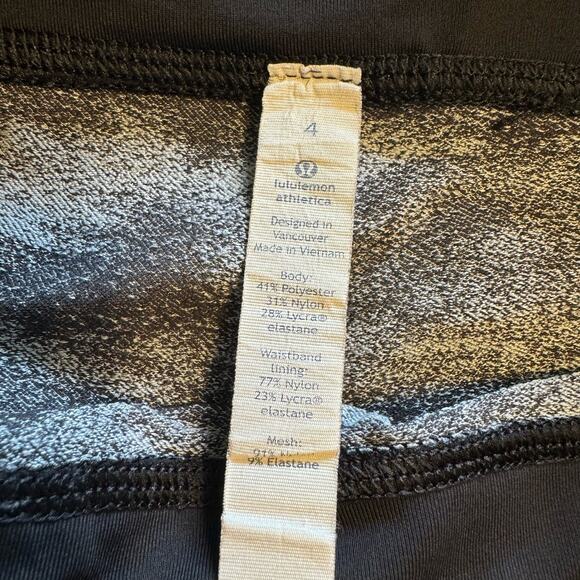 4
lululemon
athletica
Designed in
Vancouver
Made in Vietnam
Body:
41% Polyester
31% Nylon
28% Lycra®
elastane
Waistband
lining:
77% Nylon
23% Lycra®
elastane
Mesh:
9% Elastane